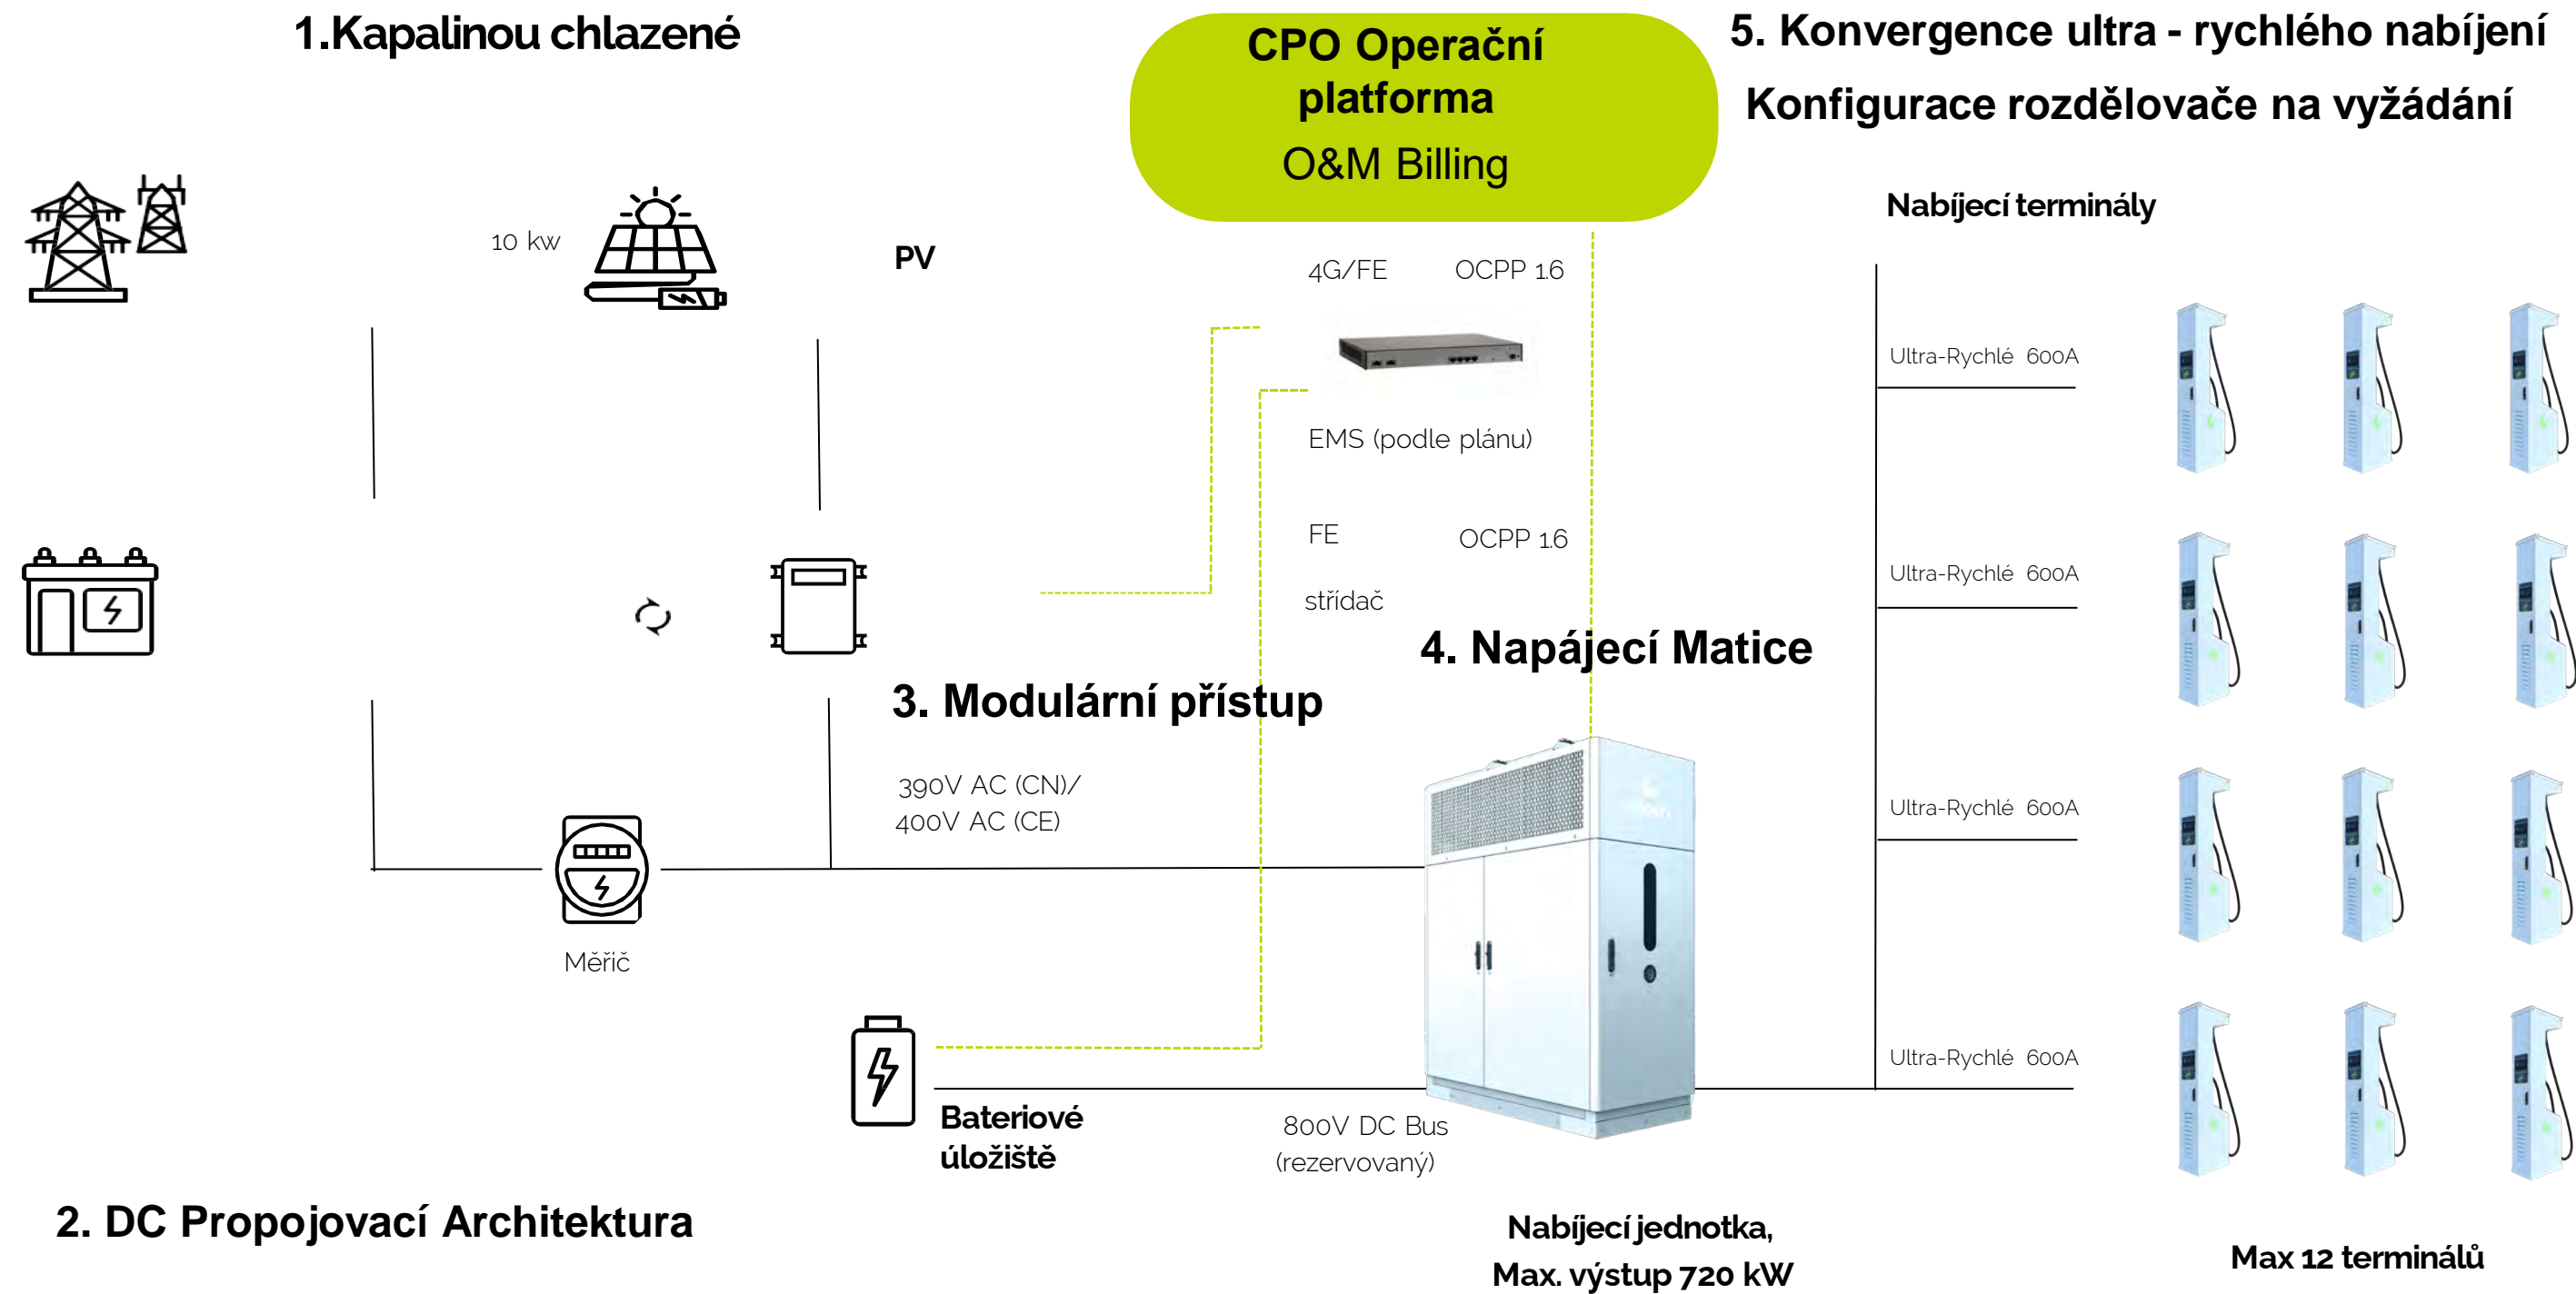 1.Kapalinou chlazené
CPO Operační
platforma
O&M Billing
5. Konvergence ultra - rychlého nabíjení
Konfigurace rozdělovače na vyžádání
Nabíjecí terminály
10 kw
PV
4G/FE
OCPP 1.6
EMS (podle plánu)
FE
OCPP 1.6
střídač
Ultra-Rychlé 600A
Ultra-Rychlé 600A
Ultra-Rychlé 600A
Ultra-Rychlé 600A
4. Napájecí Matice
3. Modulární přístup
390V AC (CN)/
400V AC (CE)
Měřič
Bateriové
úložiště
800V DC Bus
(rezervovaný)
2. DC Propojovací Architektura
Nabíjecí jednotka,
Max. výstup 720 kW
Max 12 terminálů